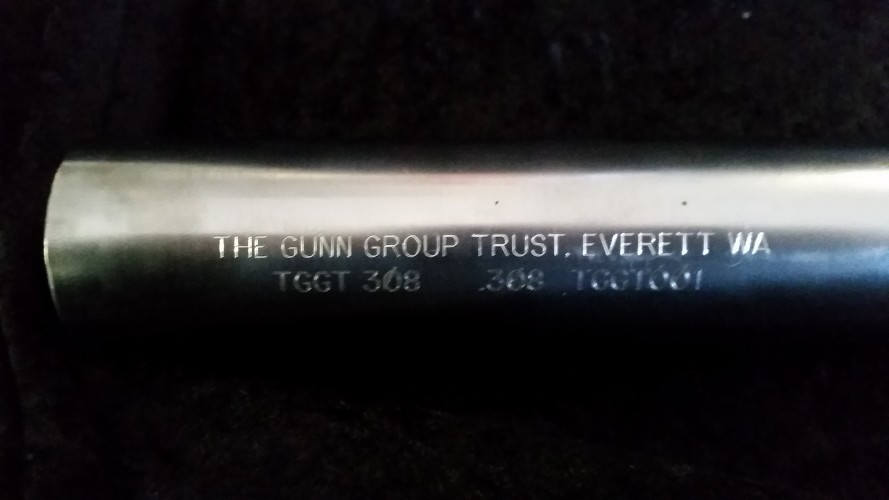 THE GUNN GROUP TRUST. EVERETT WA
TGGT 308 .308 TGGT001